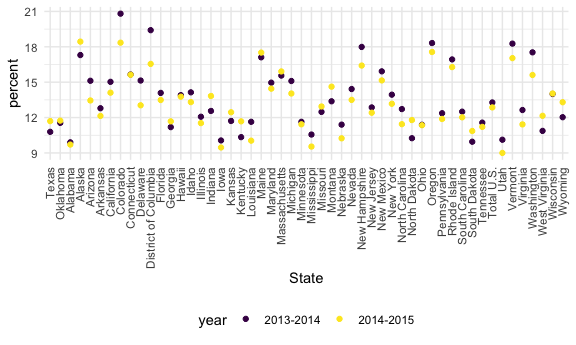 21
18
15
12
9
percent
Texas
Oklahoma
Alabama
Alaska
Arizona
Arkansas
California
Colorado
Connecticut
Delaware
District of Columbia
Florida
Georgia
Hawaii
Idaho
Illinois
Indiana
Iowa
Kansas
Kentucky
Louisiana
Maine
Maryland
Massachusetts
Michigan
Minnesota
Mississippi
Missouri
Montana
Nebraska
Nevada
New Hampshire
New Jersey
New Mexico
New York
North Carolina
North Dakota
Ohio
Oregon
Pennsylvania
Rhode Island
South Carolina
South Dakota
Tennessee
Total U.S.
Utah
Vermont
Virginia
Washington
West Virginia
Wisconsin
Wyoming
State
year 2013-2014 2014-2015